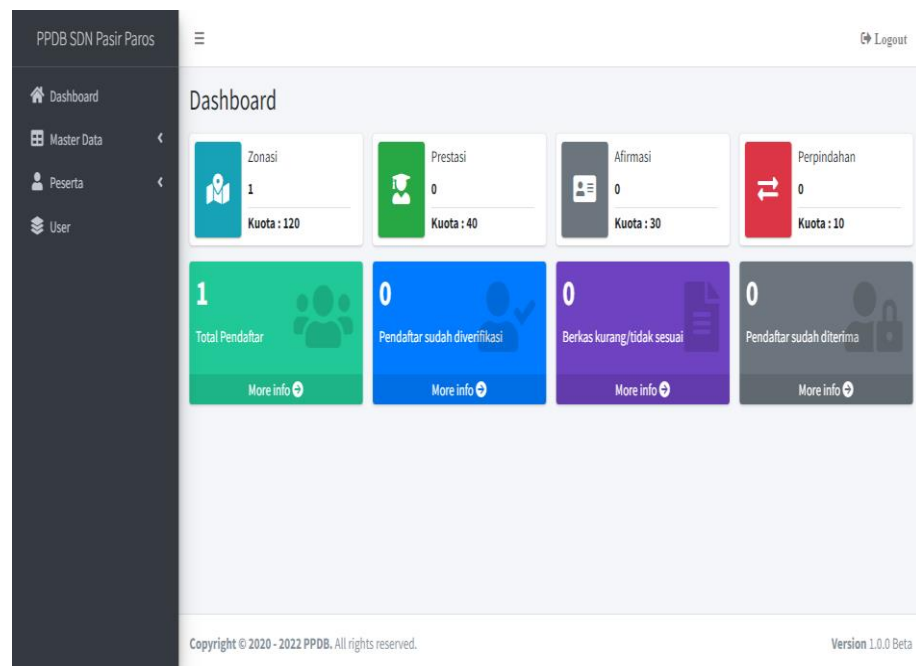 PPDB SDN Pasir Paros
Logout
Dashboard
Master Data
Peserta
User
Dashboard
Zonasi
1
Kuota : 120
Prestasi
0
Kuota : 40
Afirmasi
0
Kuota : 30
Perpindahan
0
Kuota : 10
1
Total Pendaftar
More info
0
Pendaftar sudah diverifikasi
More info
0
Berkas kurang/tidak sesuai
More info
0
Pendaftar sudah diterima
More info
Copyright © 2020 - 2022 PPDB. All rights reserved.
Version 1.0.0 Beta